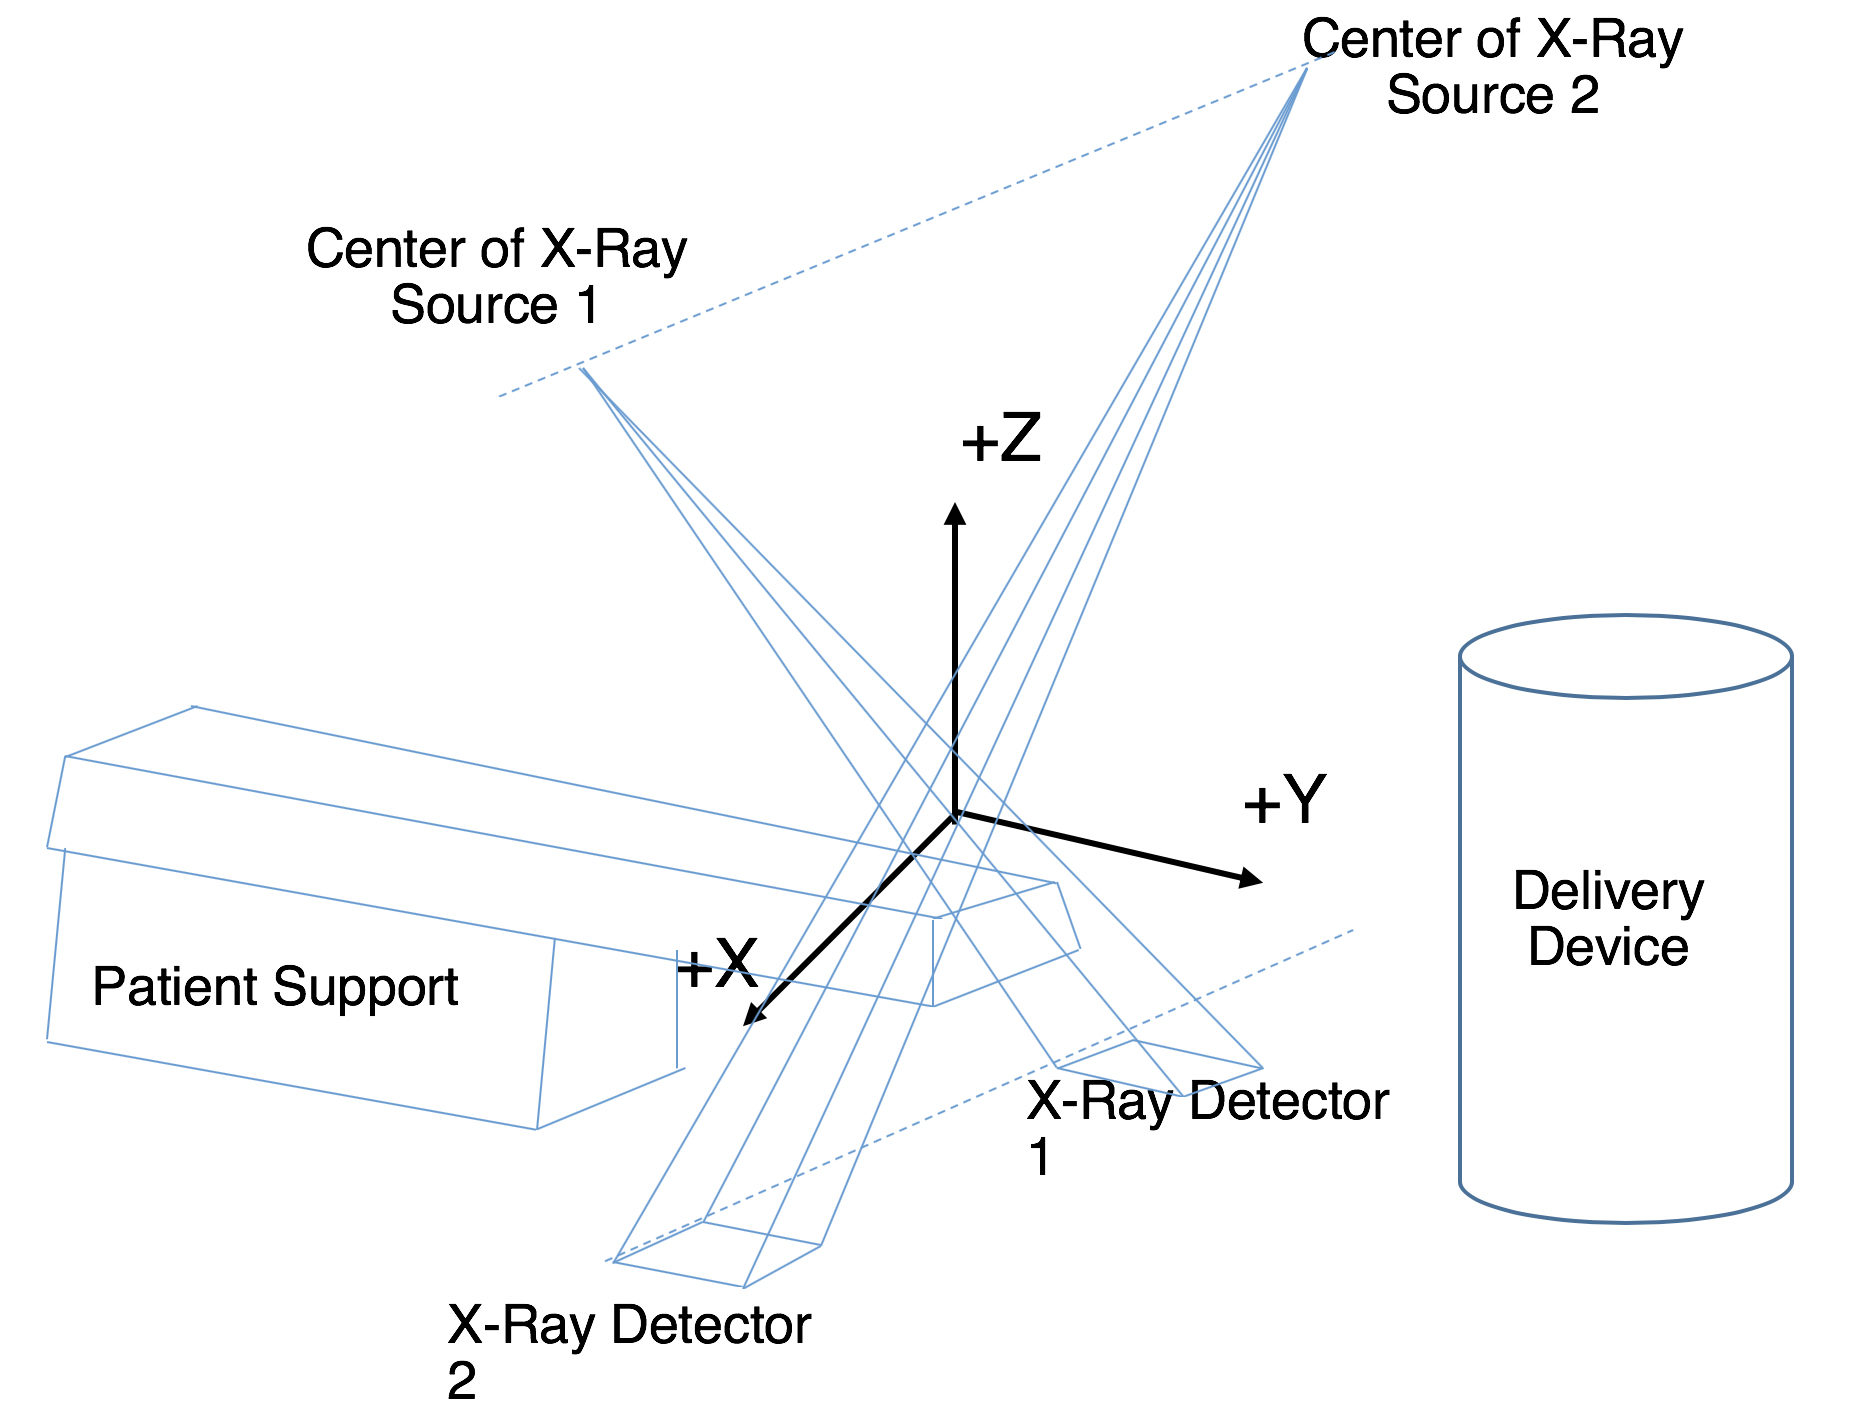 Center of X-Ray
Source 2
Center of X-Ray
Source 1
+Z
+Y
Delivery
Device
+X
Patient Support
X-Ray Detector
1
X-Ray Detector
2